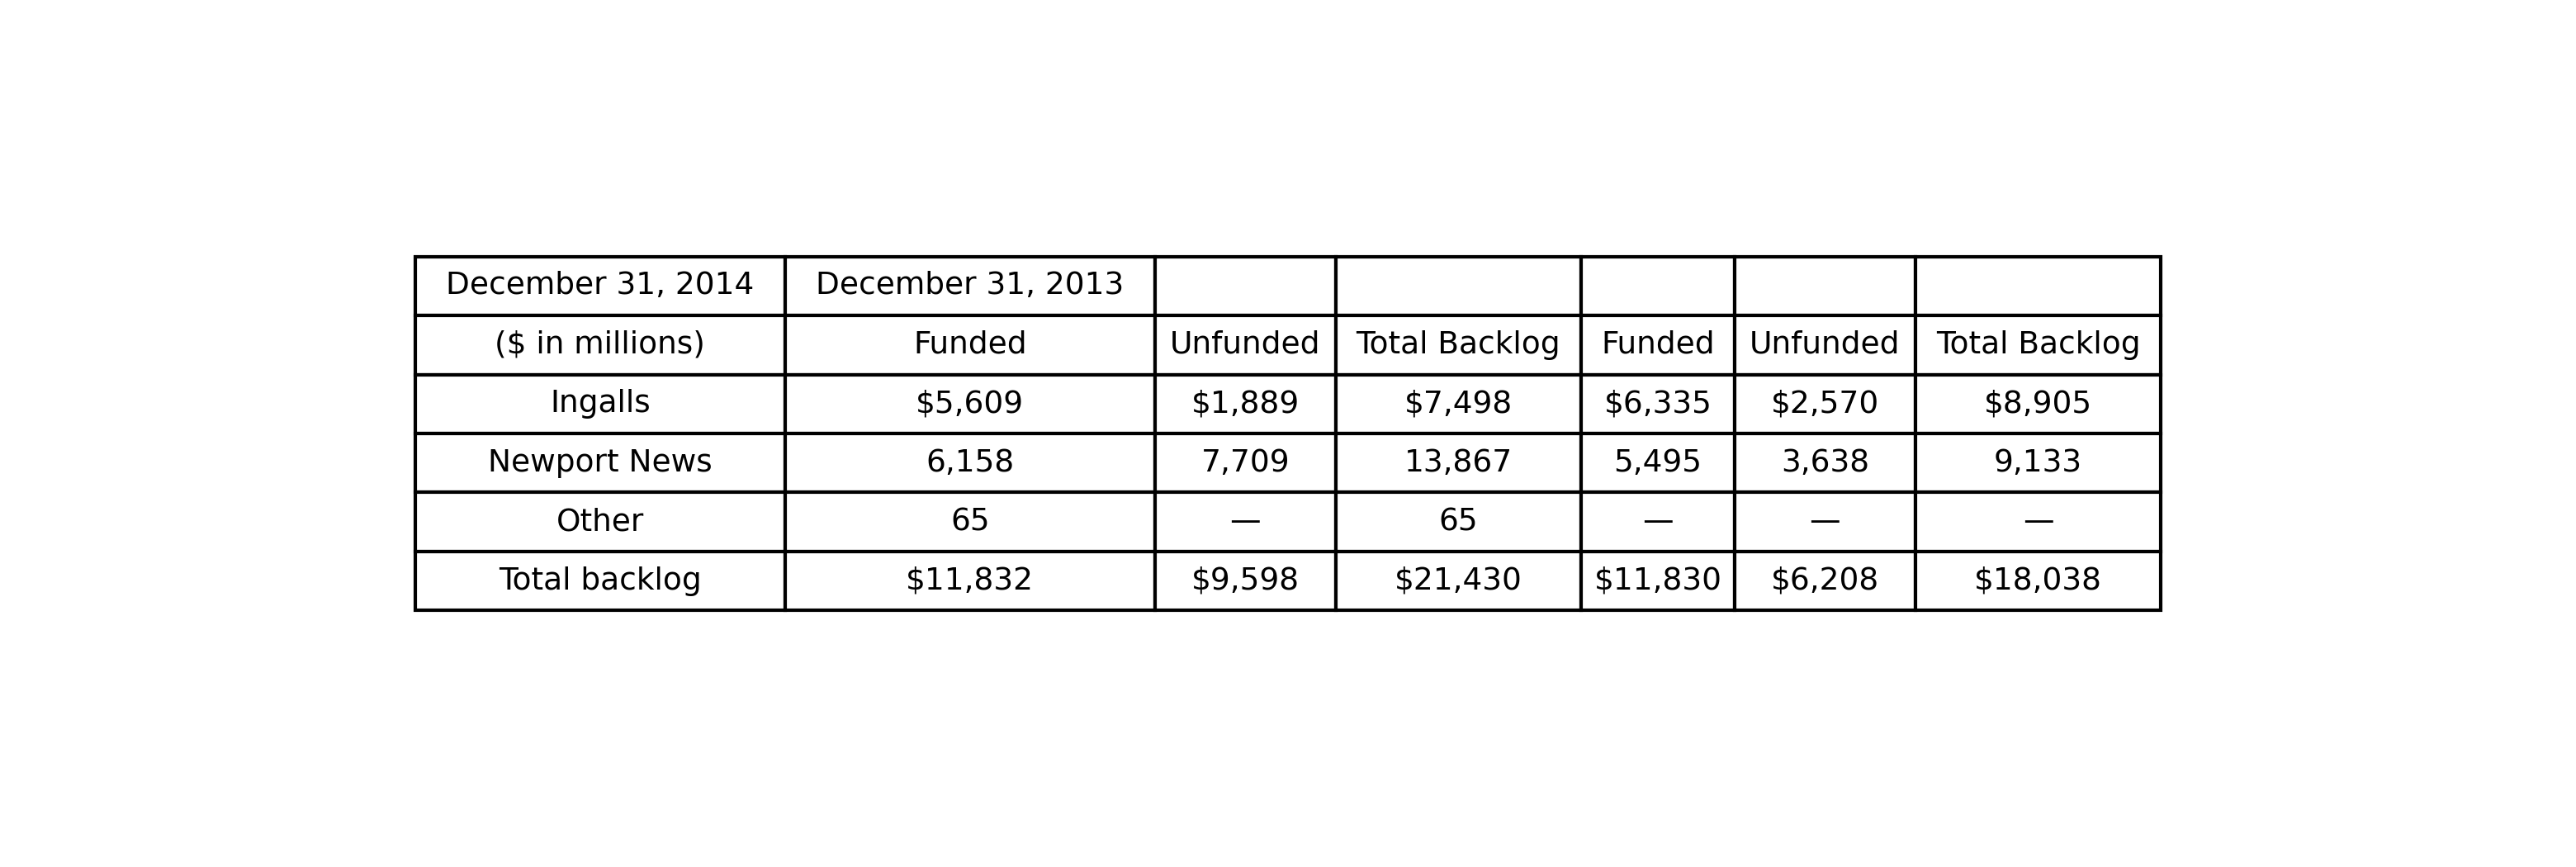 December 31, 2014 December 31, 2013
($ in millions) Funded Unfunded Total Backlog Funded Unfunded Total Backlog
Ingalls $5,609 $1,889 $7,498 $6,335 $2,570 $8,905
Newport News 6,158 7,709 13,867 5,495 3,638 9,133
Other 65 — 65 — — —
Total backlog $11,832 $9,598 $21,430 $11,830 $6,208 $18,038